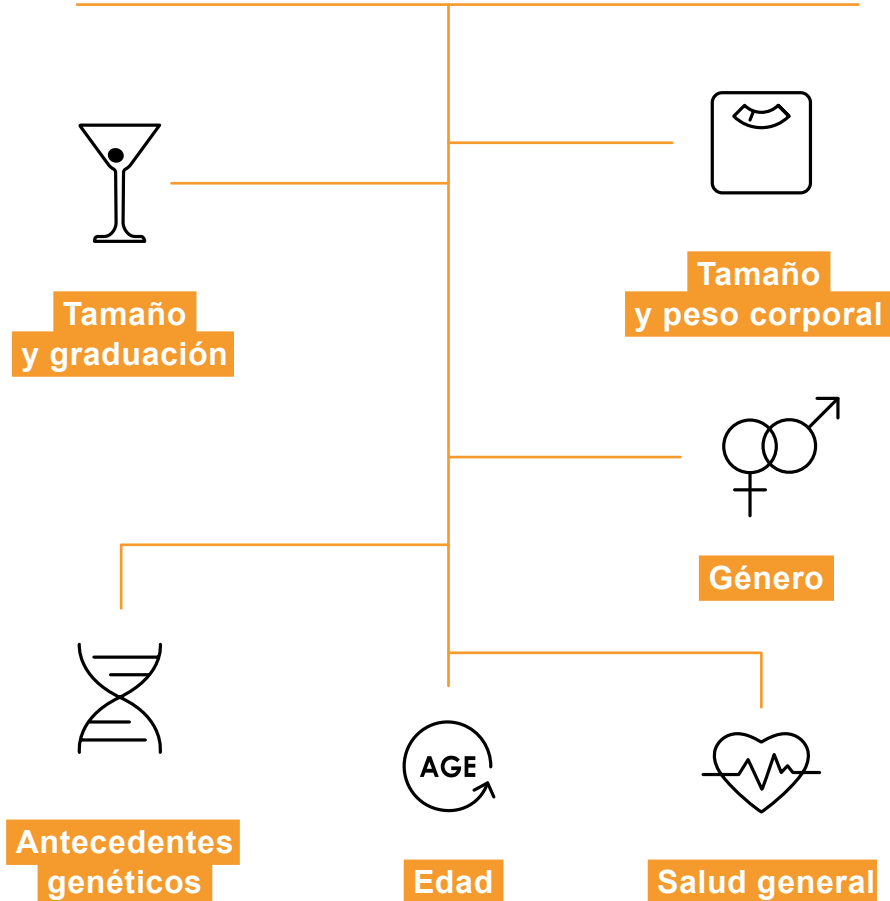 Tamaño
y graduación
Tamaño
y peso corporal
Género
Antecedentes
genéticos
AGE
Edad
Salud general